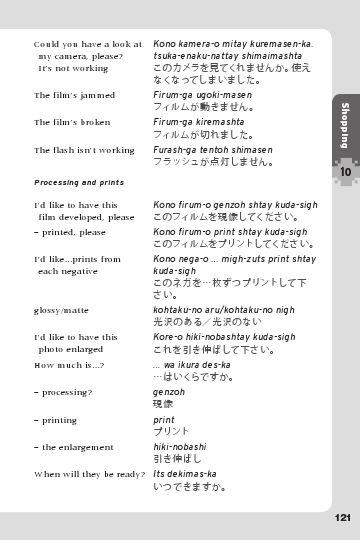 Could you have a look at
my camera, please?
It's not working
Kono kamera-o mitay kuremasen-ka.
tsuka-enaku-nattay shimaimashta
このカメラを見てくれませんか。使え
なくなってしまいました。
The film's jammed
Firum-ga ugoki-masen
フィルムが動きません。
The film's broken
Firum-ga kiremashta
フィルムが切れました。
The flash isn't working
Furash-ga tentoh shimasen
フラッシュが点灯しません。
Processing and prints
I'd like to have this
film developed, please
Kono firum-o genzoh shtay kuda-sigh
このフィルムを現像してください。
– printed, please
Kono firum-o print shtay kuda-sigh
このフィルムをプリントしてください。
I'd like...prints from
each negative
Kono nega-o ... migh-zuts print shtay
kuda-sigh
このネガを…枚ずつプリントして下
さい。
glossy/matte
kohtaku-no aru/kohtaku-no nigh
光沢のある／光沢のない
I'd like to have this
photo enlarged
Kore-o hiki-nobashtay kuda-sigh
これを引き伸ばして下さい。
How much is...?
... wa ikura des-ka
…はいくらですか。
– processing?
genzoh
現像
– printing
print
プリント
– the enlargement
hiki-nobashi
引き伸ばし
When will they be ready?
Its dekimas-ka
いつできますか。
Shopping
10
121